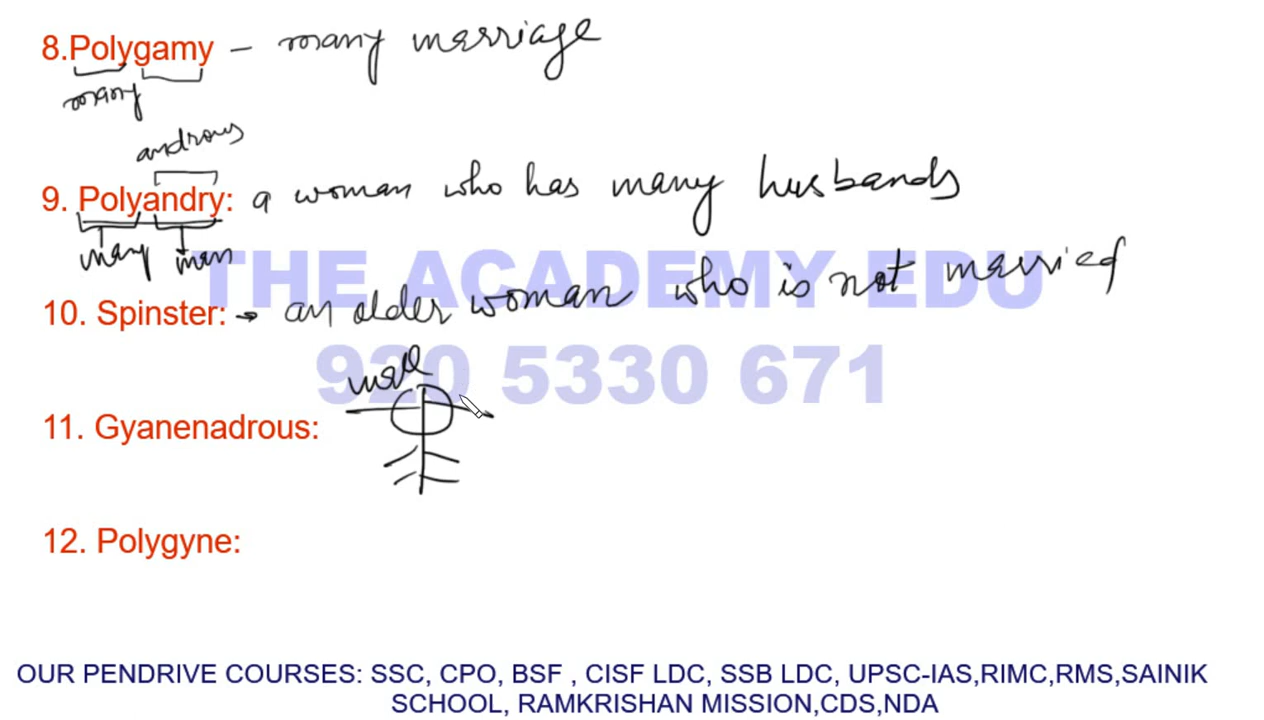 8.Polygamy – many marriage
many
androus
9. Polyandry: a woman who has many husbands
many man
THE ACADEMY EDU
10. Spinster: → an older woman who is not married
920 5330 671
male
11. Gyanenadrous:
12. Polygyne:
OUR PENDRIVE COURSES: SSC, CPO, BSF , CISF LDC, SSB LDC, UPSC-IAS,RIMC,RMS,SAINIK
SCHOOL, RAMKRISHAN MISSION,CDS,NDA